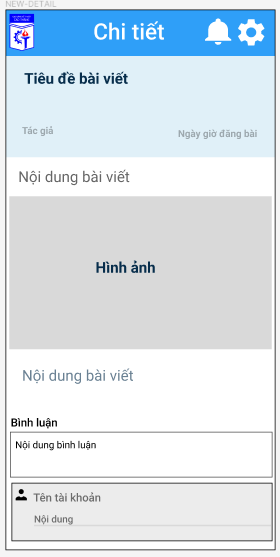 NEW-DETAIL
Chi tiết
Tiêu đề bài viết
Tác giả
Ngày giờ đăng bài
Nội dung bài viết
Hình ảnh
Nội dung bài viết
Bình luận
Nội dung bình luận
Tên tài khoản
Nội dung